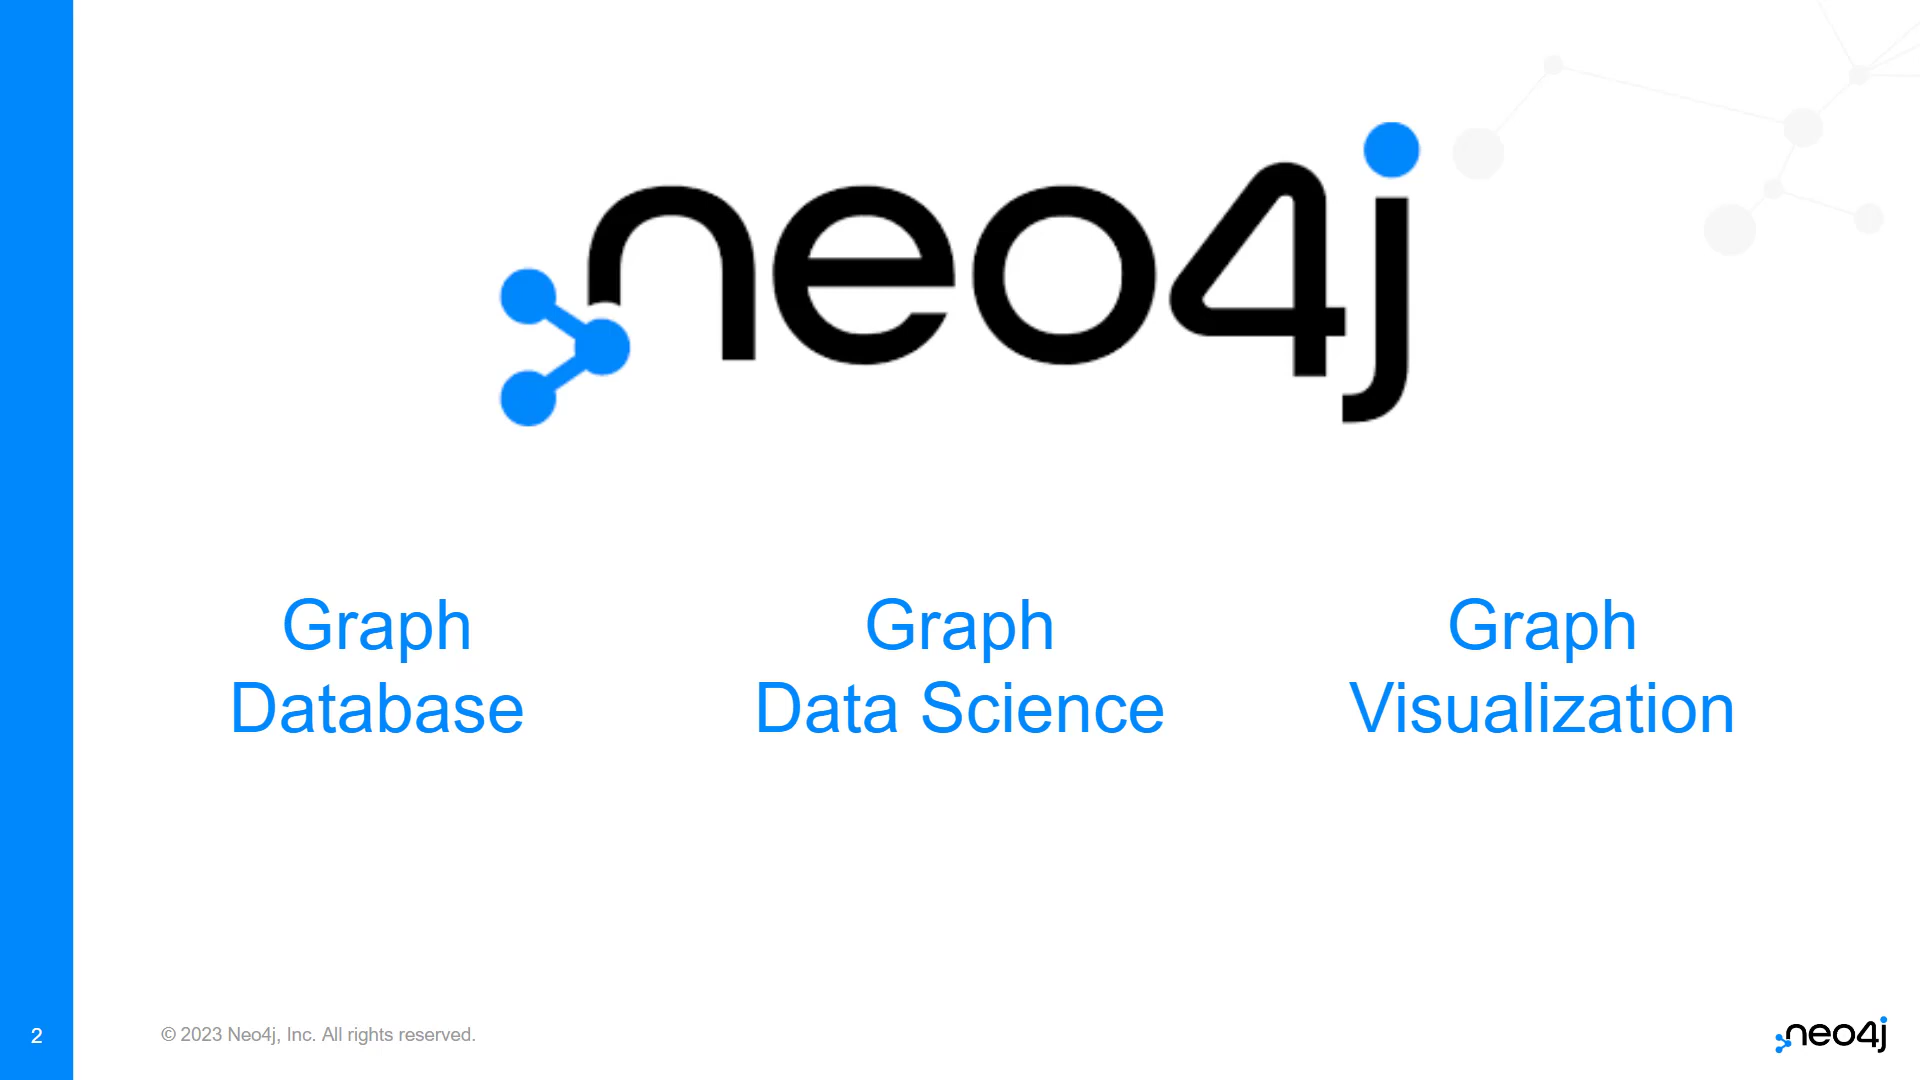 neo4j
Graph
Database
Graph
Data Science
Graph
Visualization
2
© 2023 Neo4j, Inc. All rights reserved.
neo4j